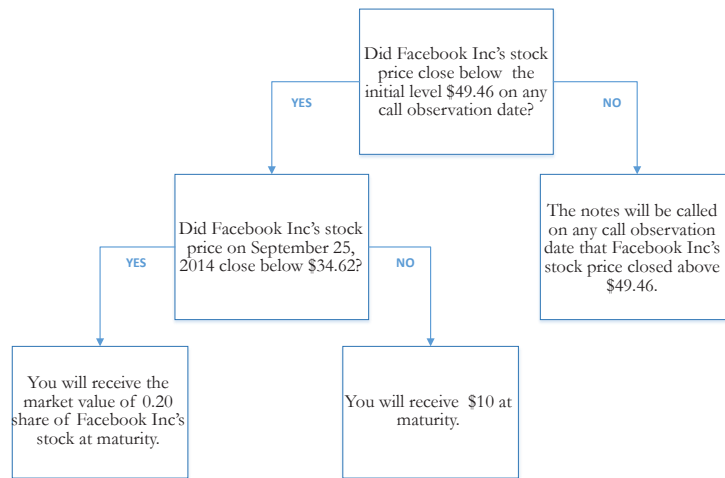 Did Facebook Inc's stock
price close below the
initial level $49.46 on any
call observation date?
YES
NO
Did Facebook Inc's stock
price on September 25,
2014 close below $34.62?
The notes will be called
on any call observation
date that Facebook Inc's
stock price closed above
$49.46.
YES
NO
You will receive the
market value of 0.20
share of Facebook Inc's
stock at maturity.
You will receive $10 at
maturity.